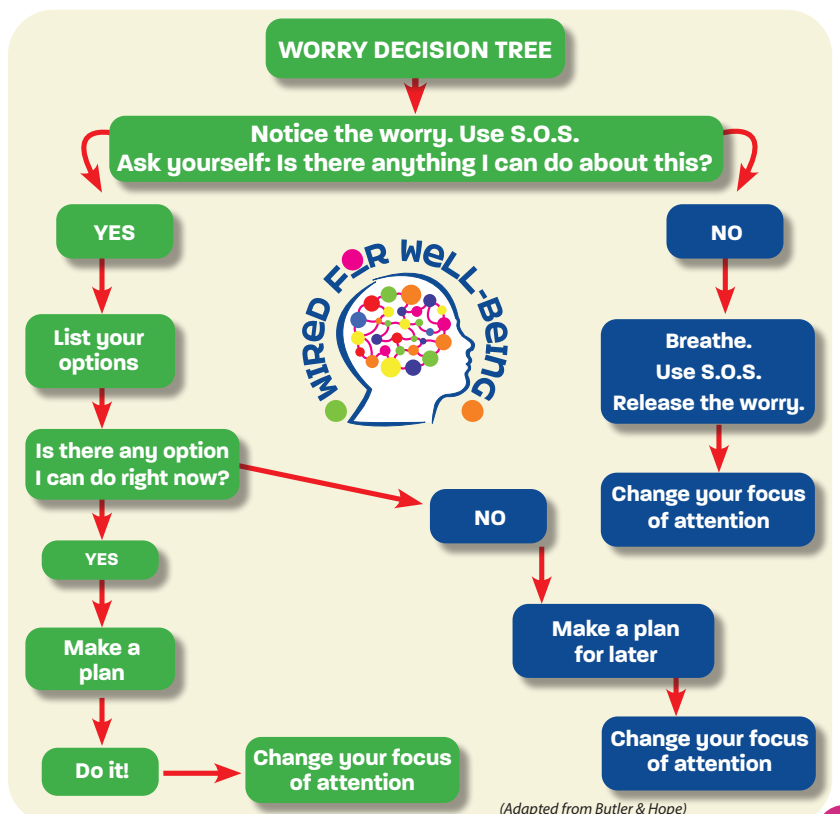 WORRY DECISION TREE
Notice the worry. Use S.O.S.
Ask yourself: Is there anything I can do about this?
YES
NO
WIRED FOR WELL-BEING
List your
options
Breathe.
Use S.O.S.
Release the worry.
Is there any option
I can do right now?
NO
Change your focus
of attention
YES
Make a plan
for later
Make a
plan
Change your focus
of attention
Do it!
Change your focus
of attention
(Adapted from Butler & Hope)